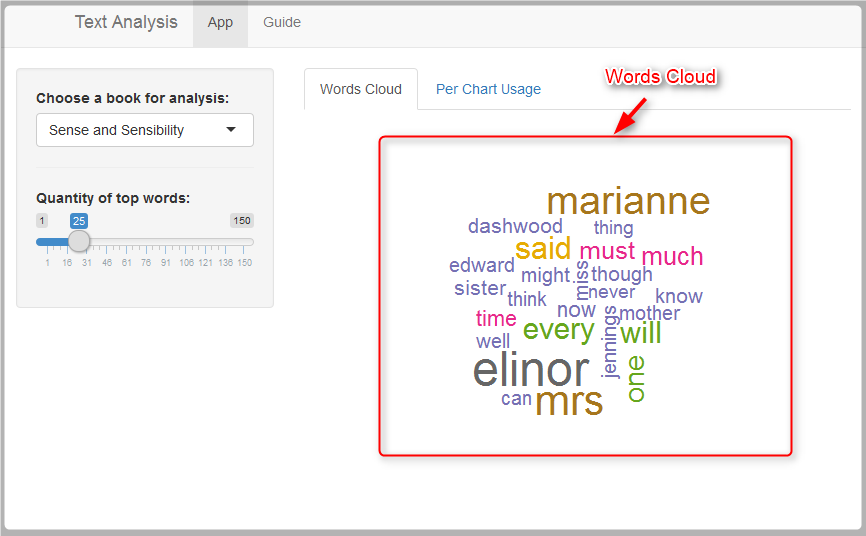 Text Analysis App Guide
Choose a book for analysis:
Sense and Sensibility
Quantity of top words:
1 25 150
1 16 31 46 61 76 91 106 121 136 150
Words Cloud Per Chart Usage
Words Cloud
marianne
dashwood thing
said must much
edward might miss though
sister think never know
time now jennings mother
every will
well
elinor one
can mrs